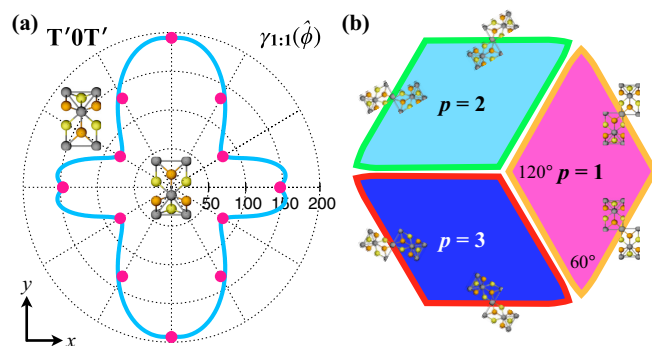 (a)
T′0T′
γ1:1(ϕ̂)
50 100 150 200
y
x
(b)
p = 2
120° p = 1
p = 3
60°